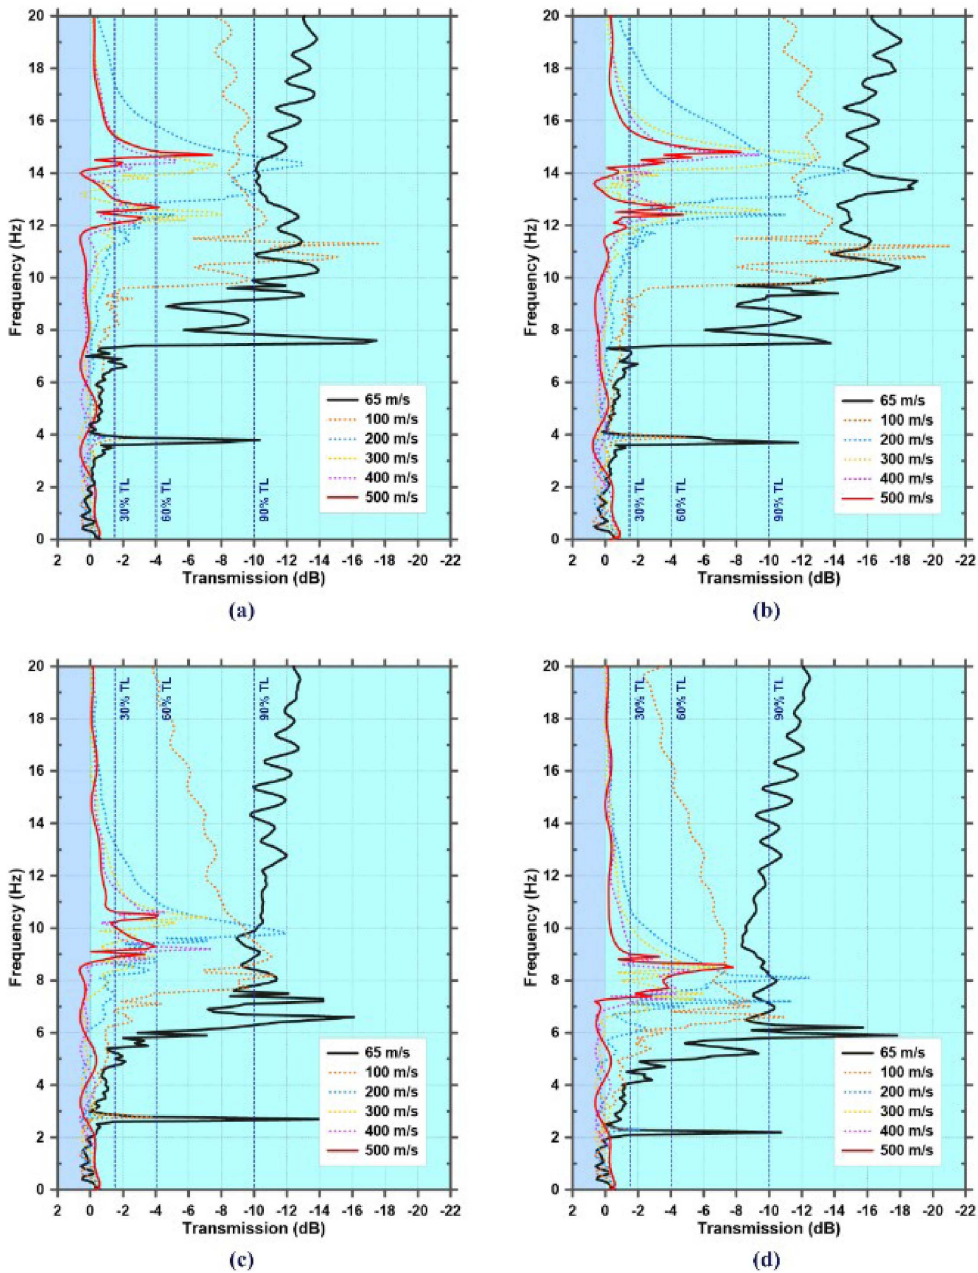 20
18
16
14
12
10
8
6
4
2
0
Frequency (Hz)
30% TL
60% TL
90% TL
65 m/s
100 m/s
200 m/s
300 m/s
400 m/s
500 m/s
2 0 -2 -4 -6 -8 -10 -12 -14 -16 -18 -20 -22
Transmission (dB)
(a)
20
18
16
14
12
10
8
6
4
2
0
Frequency (Hz)
30% TL
60% TL
90% TL
65 m/s
100 m/s
200 m/s
300 m/s
400 m/s
500 m/s
2 0 -2 -4 -6 -8 -10 -12 -14 -16 -18 -20 -22
Transmission (dB)
(b)
20
18
16
14
12
10
8
6
4
2
0
Frequency (Hz)
30% TL
60% TL
90% TL
65 m/s
100 m/s
200 m/s
300 m/s
400 m/s
500 m/s
2 0 -2 -4 -6 -8 -10 -12 -14 -16 -18 -20 -22
Transmission (dB)
(c)
20
18
16
14
12
10
8
6
4
2
0
Frequency (Hz)
30% TL
60% TL
90% TL
65 m/s
100 m/s
200 m/s
300 m/s
400 m/s
500 m/s
2 0 -2 -4 -6 -8 -10 -12 -14 -16 -18 -20 -22
Transmission (dB)
(d)